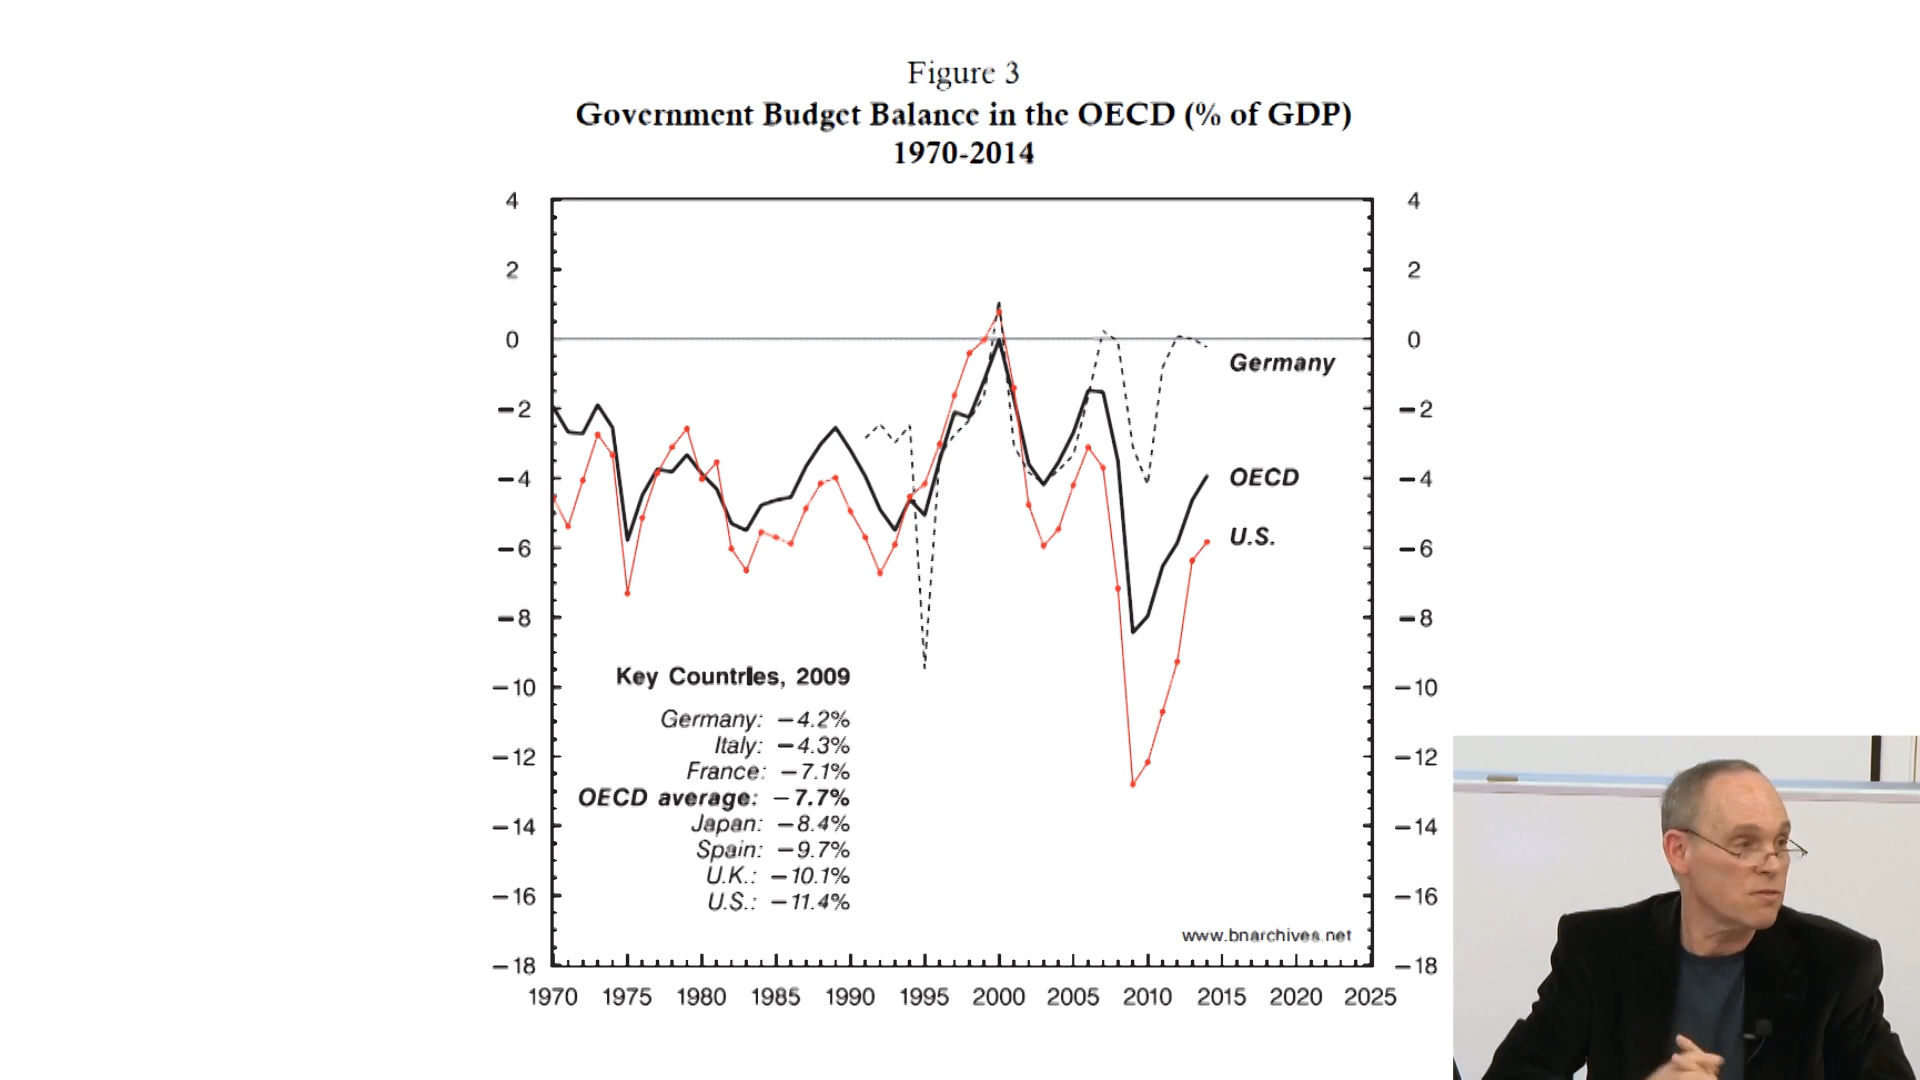 Figure 3
Government Budget Balance in the OECD (% of GDP)
1970-2014
4 4
2 2
0 0
Germany
−2 −2
−4 −4
OECD
U.S.
−6 −6
−8 −8
Key Countries, 2009
−10 −10
Germany: −4.2%
Italy: −4.3%
−12 −12
France: −7.1%
OECD average: −7.7%
Japan: −8.4%
−14 −14
Spain: −9.7%
U.K.: −10.1%
−16 −16
U.S.: −11.4%
www.bnarchives.net
−18 −18
1970 1975 1980 1985 1990 1995 2000 2005 2010 2015 2020 2025